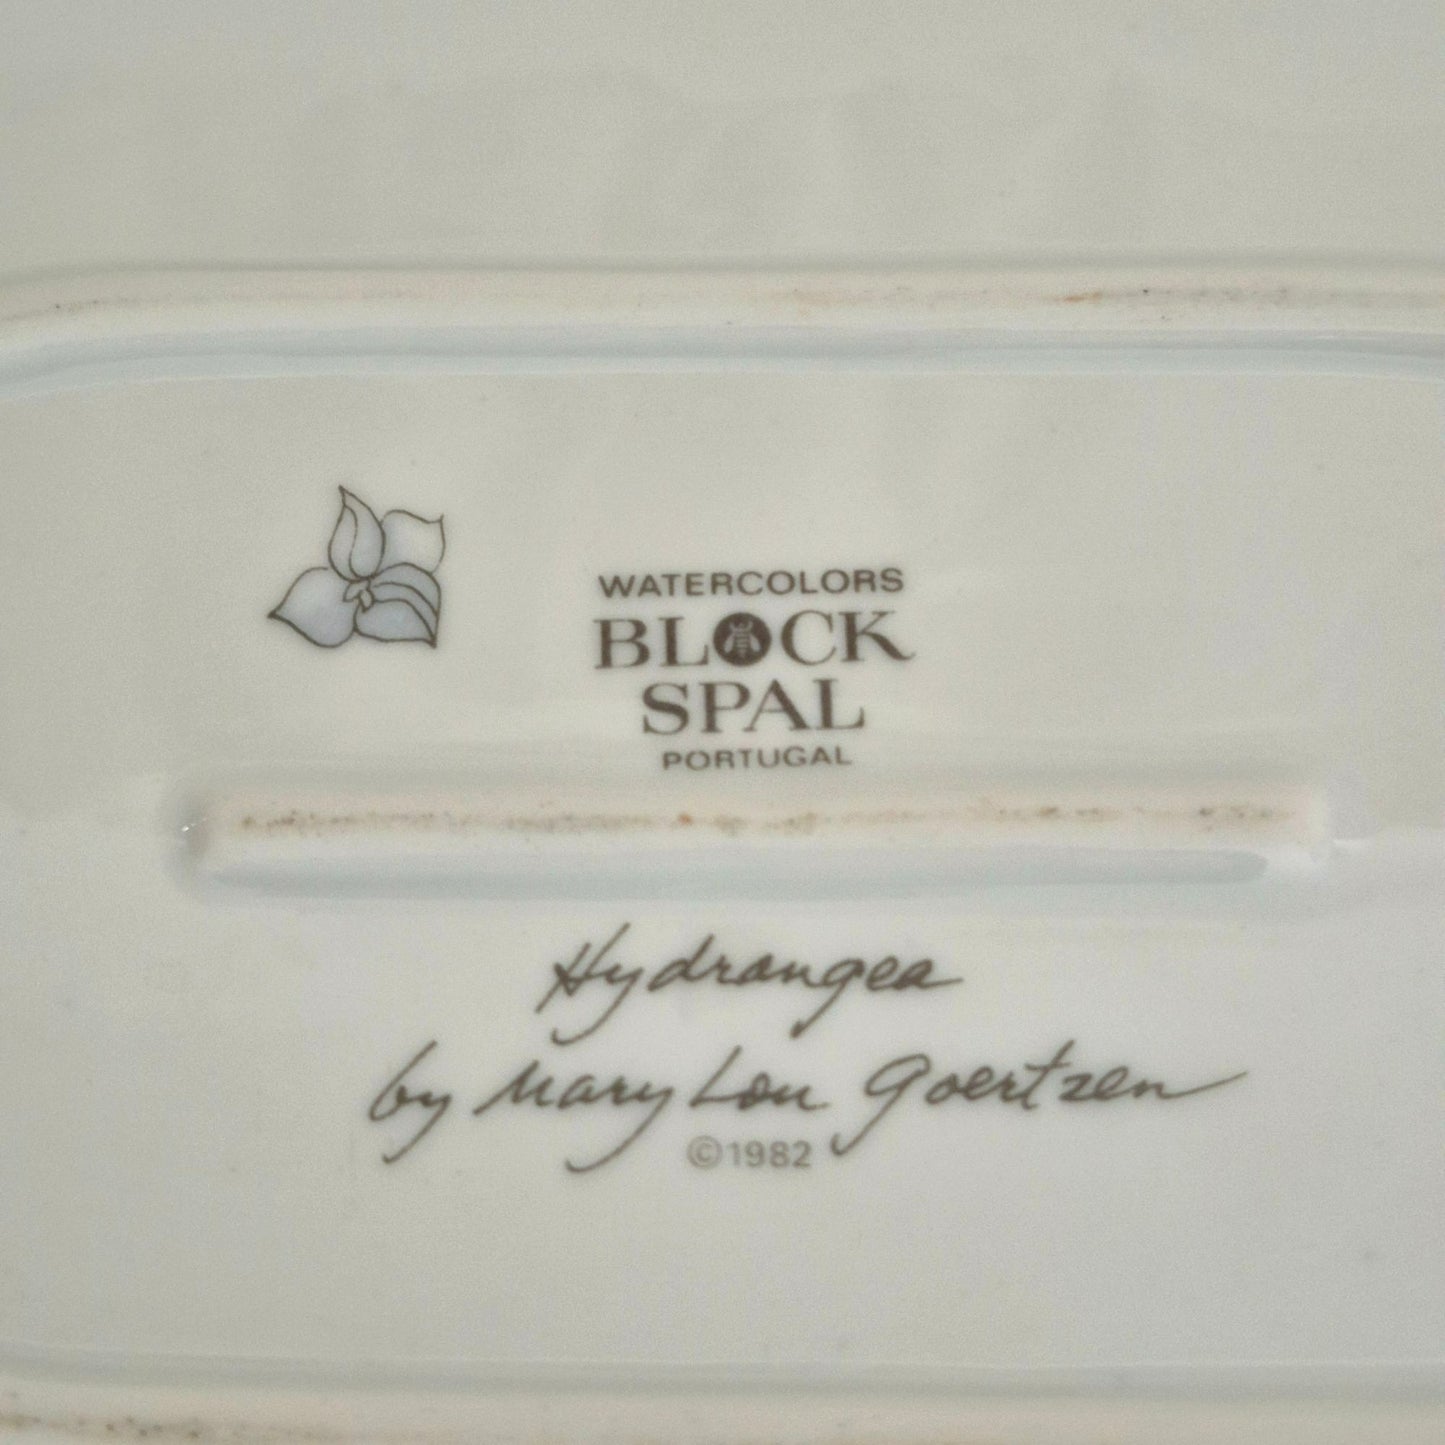 WATERCOLORS
BLOCK
SPAL
PORTUGAL
Hydrangea
by Mary Lou Goertzen
©1982